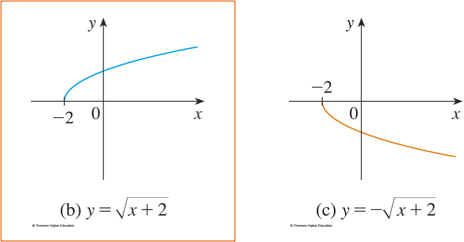 y
−2
0
x
(b) y = √(x + 2)
© Thomson Higher Education
y
−2
0
x
(c) y = −√(x + 2)
© Thomson Higher Education